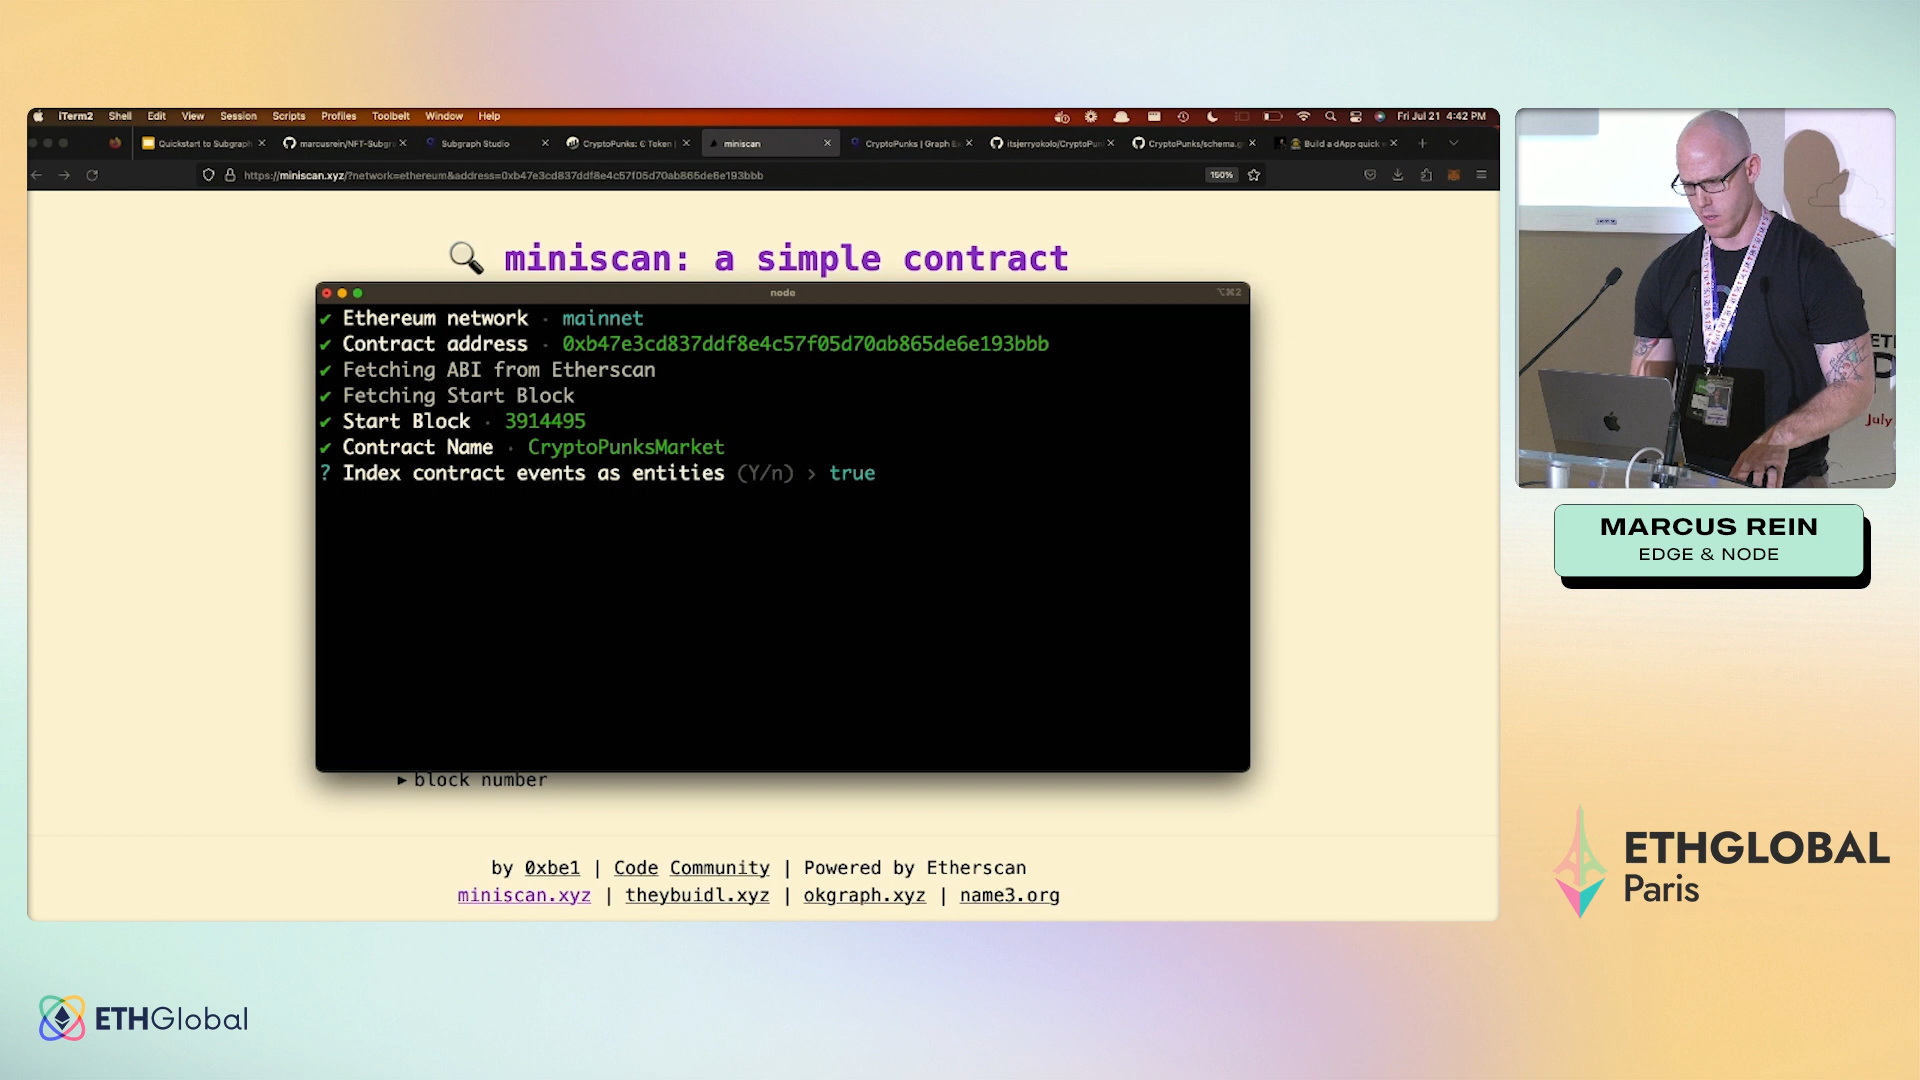 iTerm2 Shell Edit View Session Scripts Profiles Toolbelt Window Help Fri Jul 21 4:42 PM
Quickstart to Subgraph marcusrein/NFT-Subgr Subgraph Studio CryptoPunks: Ͼ Token | miniscan CryptoPunks | Graph Ex itsjerryokolo/CryptoPun CryptoPunks/schema.g Build a dApp quick
https://miniscan.xyz/?network=ethereum&address=0xb47e3cd837ddf8e4c57f05d70ab865de6e193bbb 150%
miniscan: a simple contract
node ⌥⌘2
✔ Ethereum network · mainnet
✔ Contract address · 0xb47e3cd837ddf8e4c57f05d70ab865de6e193bbb
✔ Fetching ABI from Etherscan
✔ Fetching Start Block
✔ Start Block · 3914495
✔ Contract Name · CryptoPunksMarket
? Index contract events as entities (Y/n) › true
▸ block number
by 0xbe1 | Code Community | Powered by Etherscan
miniscan.xyz | theybuidl.xyz | okgraph.xyz | name3.org
July
MARCUS REIN
EDGE & NODE
ETHGLOBAL
Paris
ETHGlobal